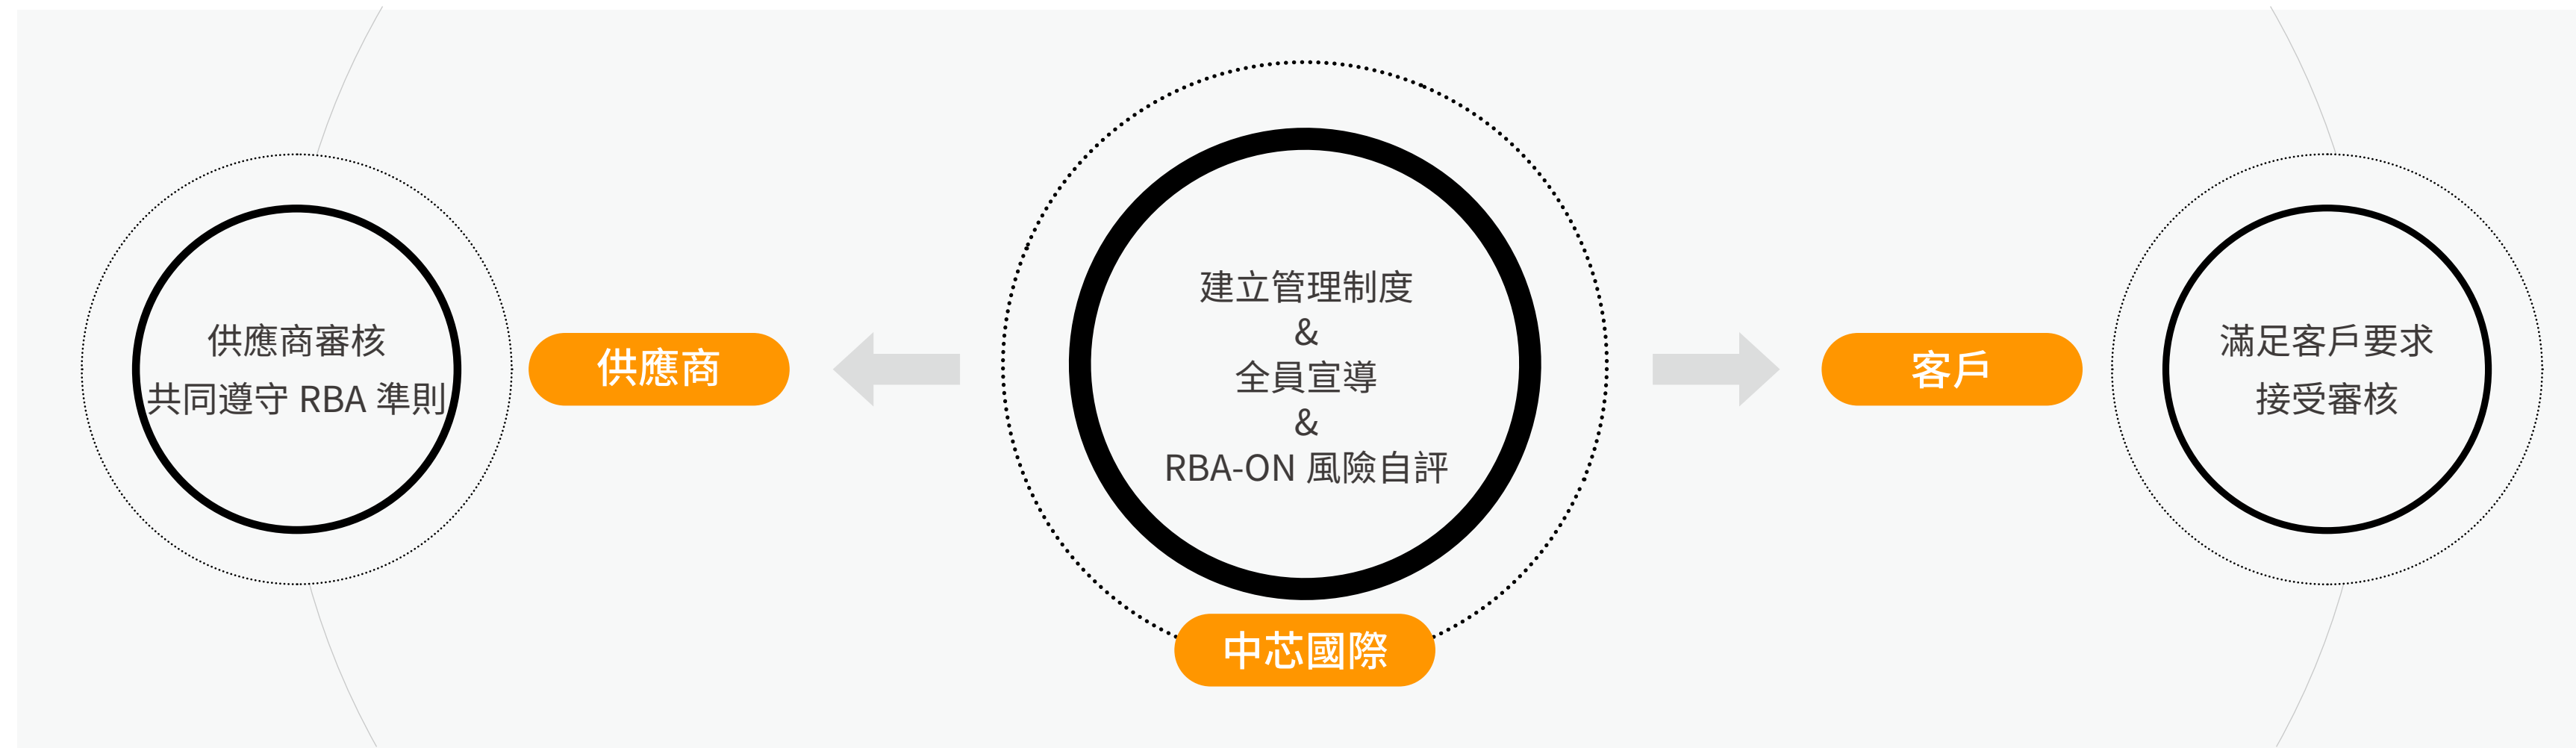 供應商審核
共同遵守 RBA 準則
供應商
建立管理制度
&
全員宣導
&
RBA-ON 風險自評
中芯國際
客戶
滿足客戶要求
接受審核